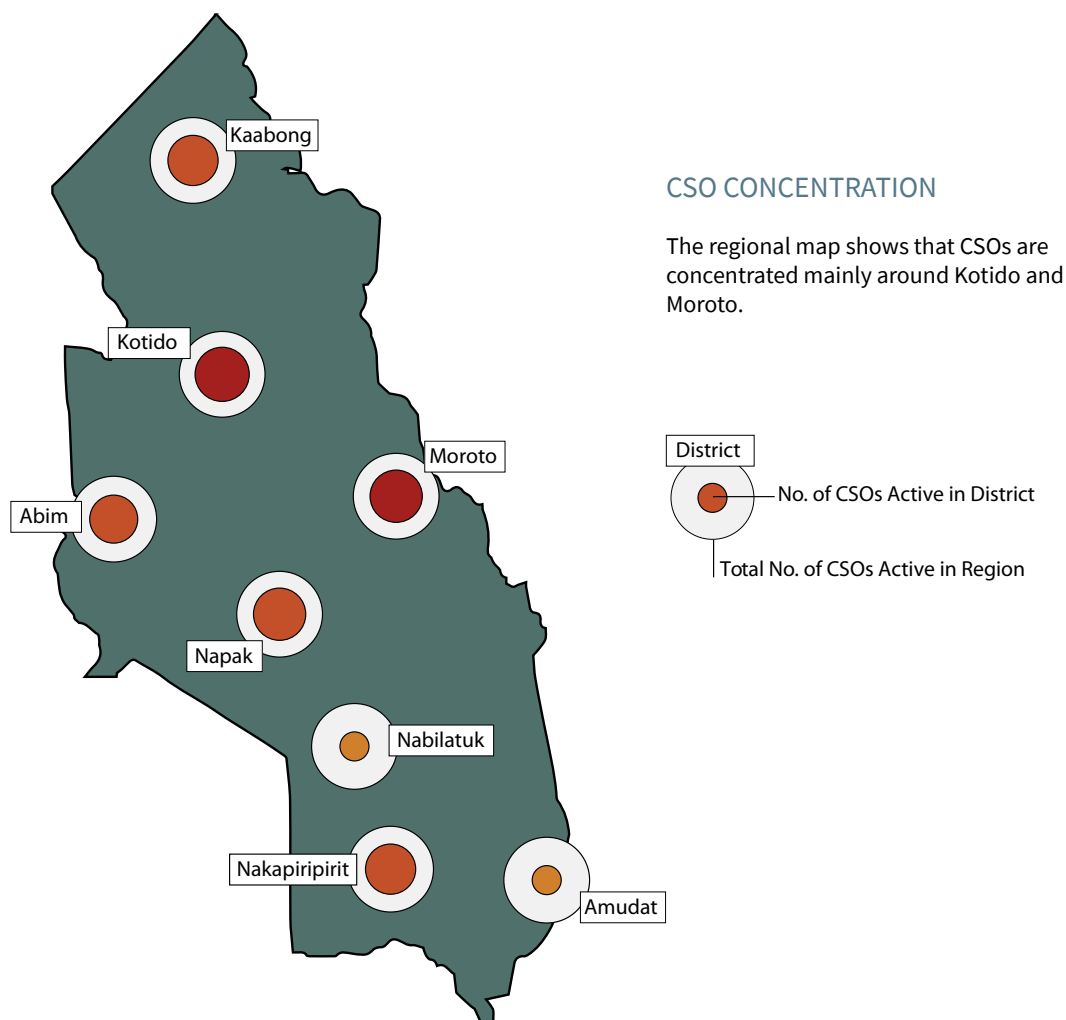 Kaabong
CSO CONCENTRATION
The regional map shows that CSOs are
concentrated mainly around Kotido and
Moroto.
Kotido
Moroto
District
No. of CSOs Active in District
Abim
Total No. of CSOs Active in Region
Napak
Nabilatuk
Nakapiripirit
Amudat